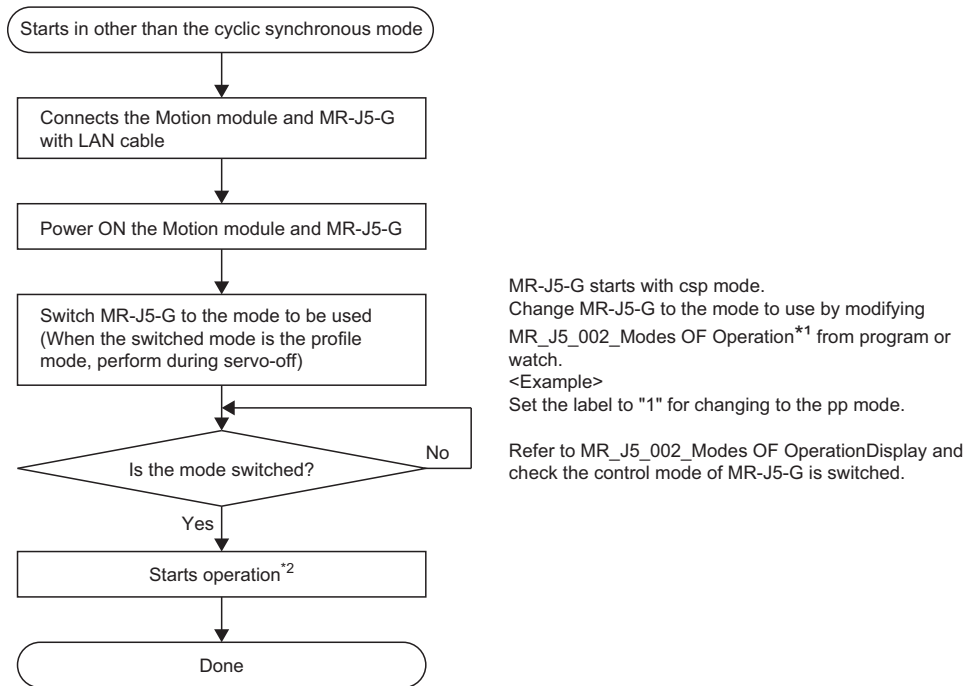 Starts in other than the cyclic synchronous mode
Connects the Motion module and MR-J5-G
with LAN cable
Power ON the Motion module and MR-J5-G
Switch MR-J5-G to the mode to be used
(When the switched mode is the profile
mode, perform during servo-off)
MR-J5-G starts with csp mode.
Change MR-J5-G to the mode to use by modifying
MR_J5_002_Modes OF Operation*1 from program or
watch.
<Example>
Set the label to "1" for changing to the pp mode.
Is the mode switched?
No
Refer to MR_J5_002_Modes OF OperationDisplay and
check the control mode of MR-J5-G is switched.
Yes
Starts operation*2
Done